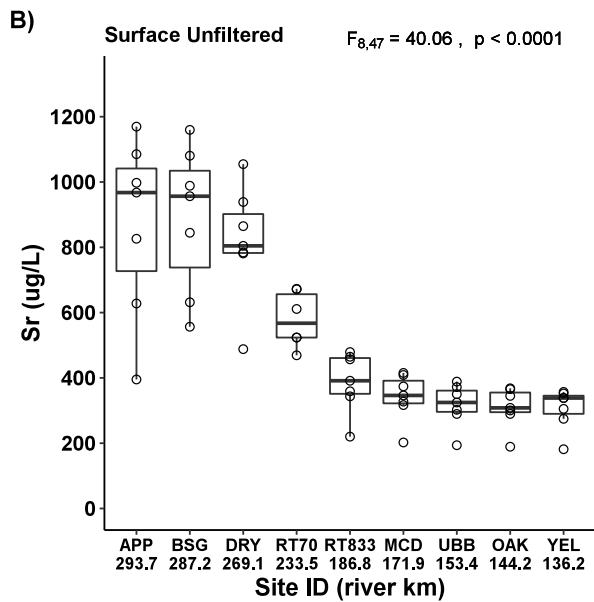 B)
Surface Unfiltered
F8,47 = 40.06 , p < 0.0001
Sr (ug/L)
1200
1000
800
600
400
200
0
APP BSG DRY RT70 RT833 MCD UBB OAK YEL
293.7 287.2 269.1 233.5 186.8 171.9 153.4 144.2 136.2
Site ID (river km)